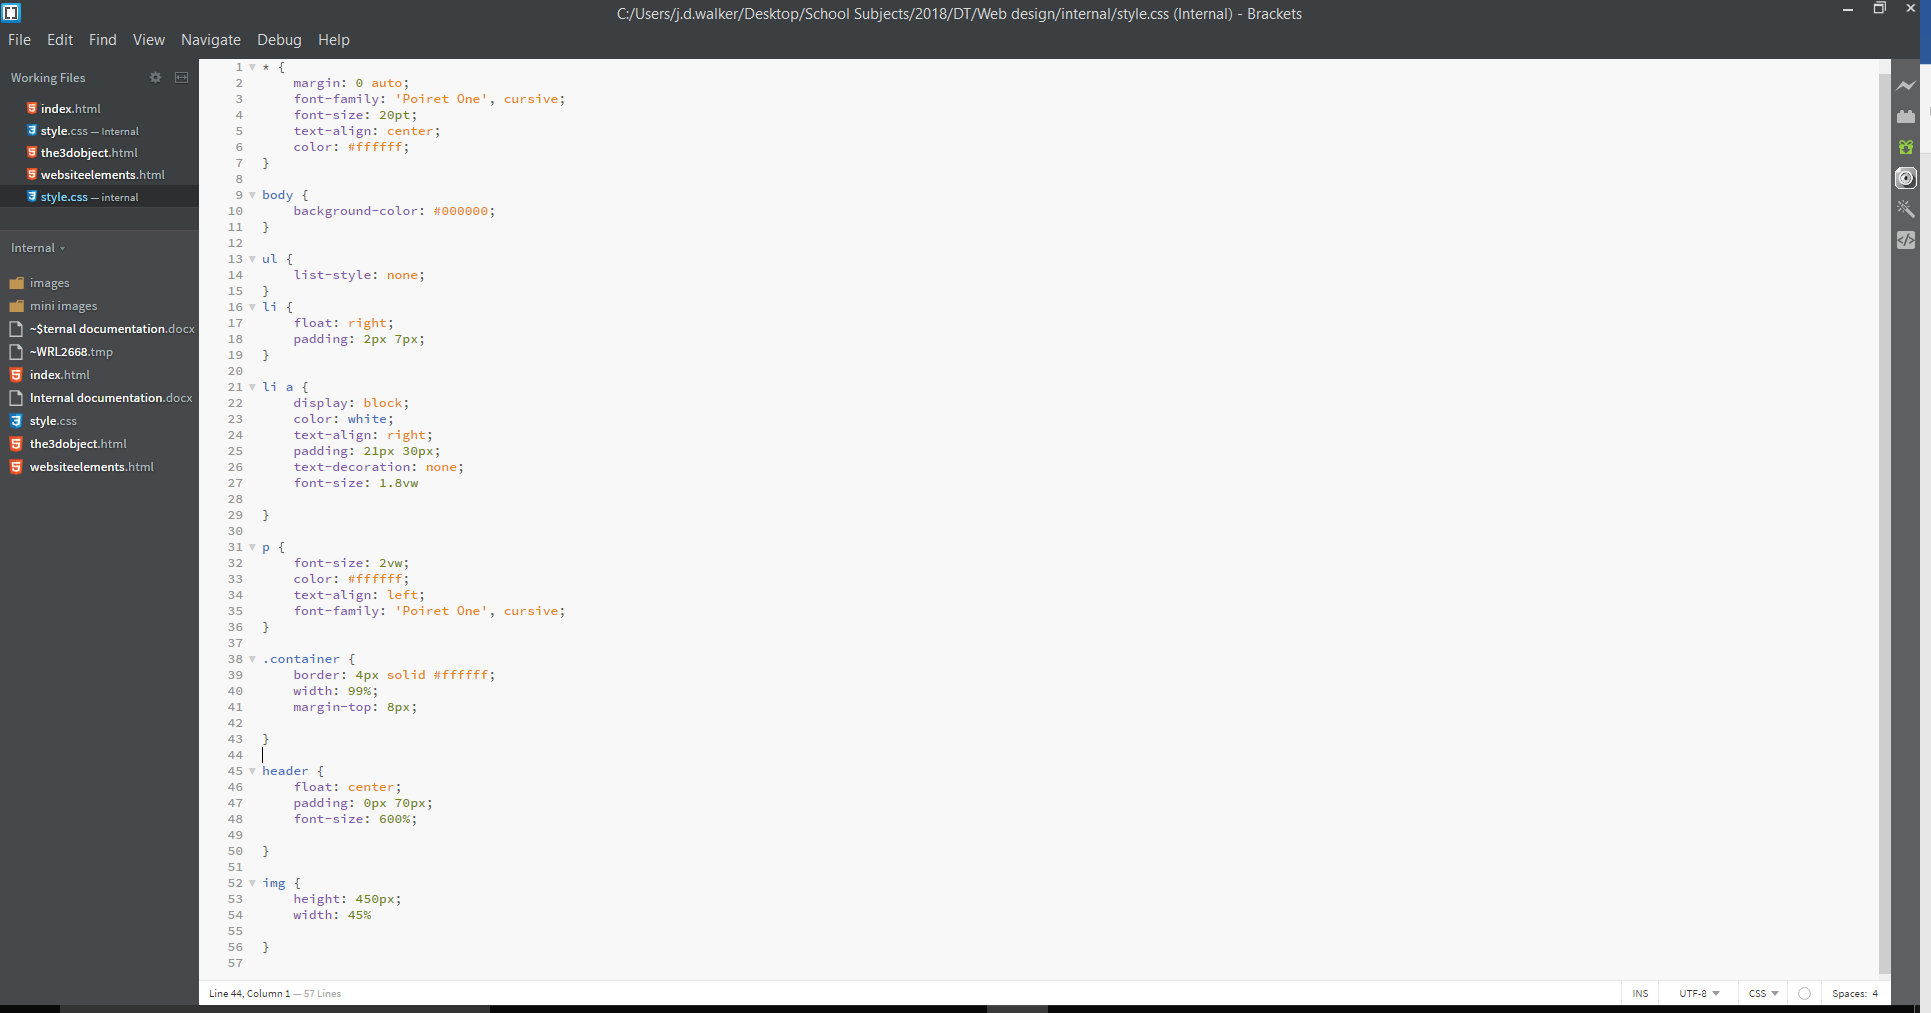 C:/Users/j.d.walker/Desktop/School Subjects/2018/DT/Web design/internal/style.css (Internal) - Brackets
File Edit Find View Navigate Debug Help
Working Files
index.html
style.css — Internal
the3dobject.html
websiteelements.html
style.css — internal
Internal
images
mini images
~$ternal documentation.docx
~WRL2668.tmp
index.html
Internal documentation.docx
style.css
the3dobject.html
websiteelements.html
1 * {
2 margin: 0 auto;
3 font-family: 'Poiret One', cursive;
4 font-size: 20pt;
5 text-align: center;
6 color: #ffffff;
7 }
8
9 body {
10 background-color: #000000;
11 }
12
13 ul {
14 list-style: none;
15 }
16 li {
17 float: right;
18 padding: 2px 7px;
19 }
20
21 li a {
22 display: block;
23 color: white;
24 text-align: right;
25 padding: 21px 30px;
26 text-decoration: none;
27 font-size: 1.8vw
28
29 }
30
31 p {
32 font-size: 2vw;
33 color: #ffffff;
34 text-align: left;
35 font-family: 'Poiret One', cursive;
36 }
37
38 .container {
39 border: 4px solid #ffffff;
40 width: 99%;
41 margin-top: 8px;
42
43 }
44
45 header {
46 float: center;
47 padding: 0px 70px;
48 font-size: 600%;
49
50 }
51
52 img {
53 height: 450px;
54 width: 45%
55
56 }
57
Line 44, Column 1 — 57 Lines
INS UTF-8 CSS Spaces: 4